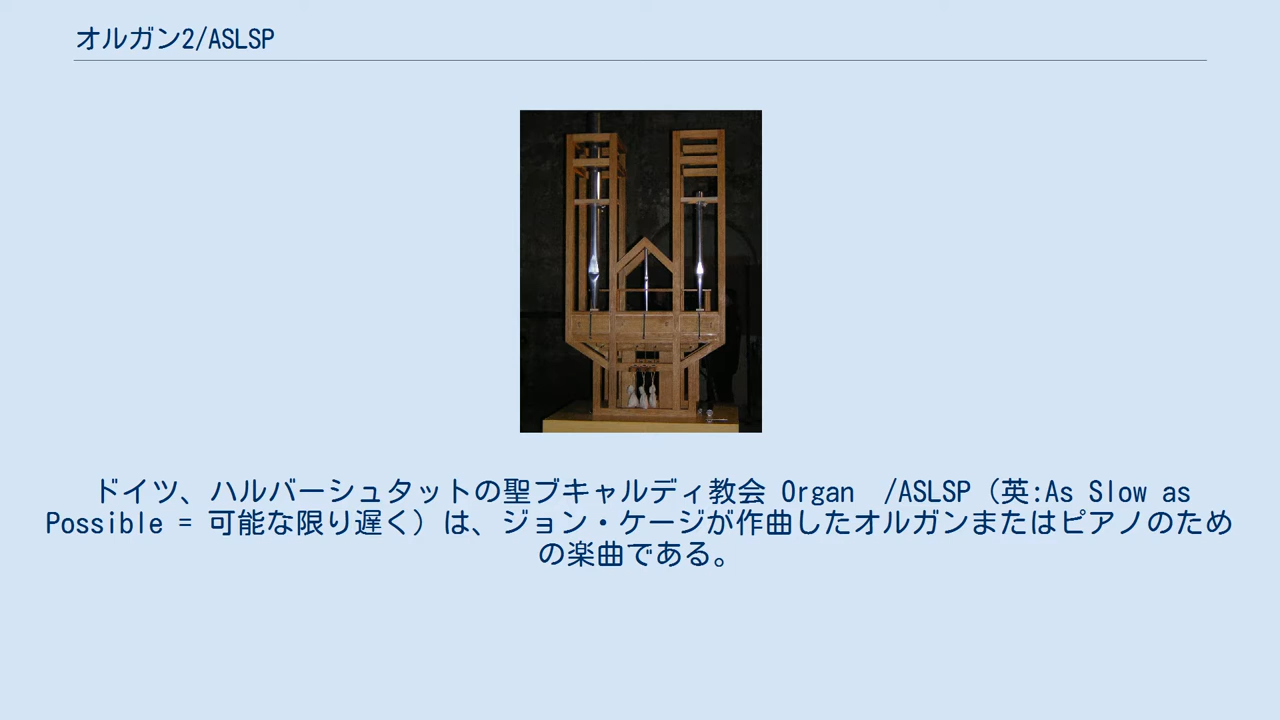 オルガン2/ASLSP
ドイツ、ハルバーシュタットの聖ブキャルディ教会 Organ  /ASLSP（英:As Slow as
Possible = 可能な限り遅く）は、ジョン・ケージが作曲したオルガンまたはピアノのため
の楽曲である。